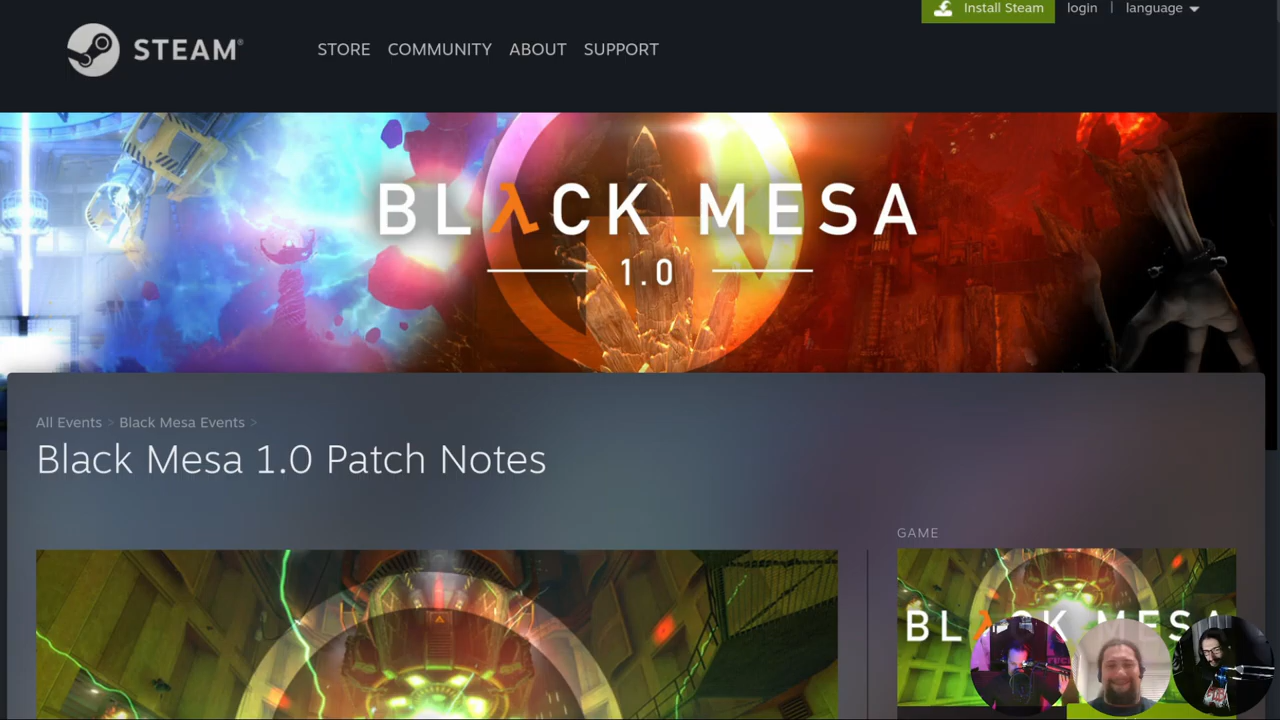 Install Steam
login
|
language
STEAM®
STORE
COMMUNITY
ABOUT
SUPPORT
BLλCK MESA
1.0
All Events > Black Mesa Events >
Black Mesa 1.0 Patch Notes
GAME
BLλCK MESA